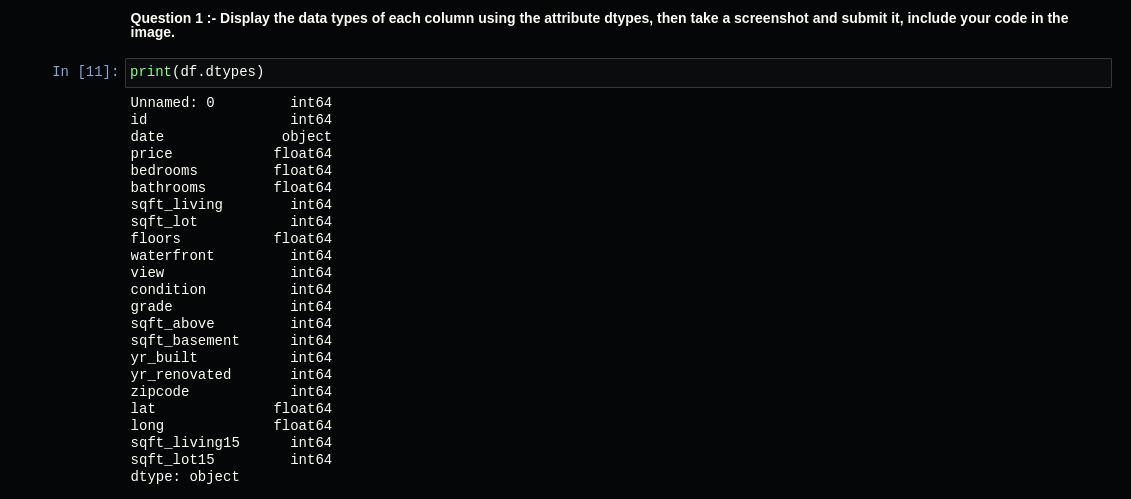 Question 1 :- Display the data types of each column using the attribute dtypes, then take a screenshot and submit it, include your code in the
image.
In [11]: print(df.dtypes)
Unnamed: 0         int64
id                 int64
date              object
price            float64
bedrooms         float64
bathrooms        float64
sqft_living        int64
sqft_lot           int64
floors           float64
waterfront         int64
view               int64
condition          int64
grade              int64
sqft_above         int64
sqft_basement      int64
yr_built           int64
yr_renovated       int64
zipcode            int64
lat              float64
long             float64
sqft_living15      int64
sqft_lot15         int64
dtype: object